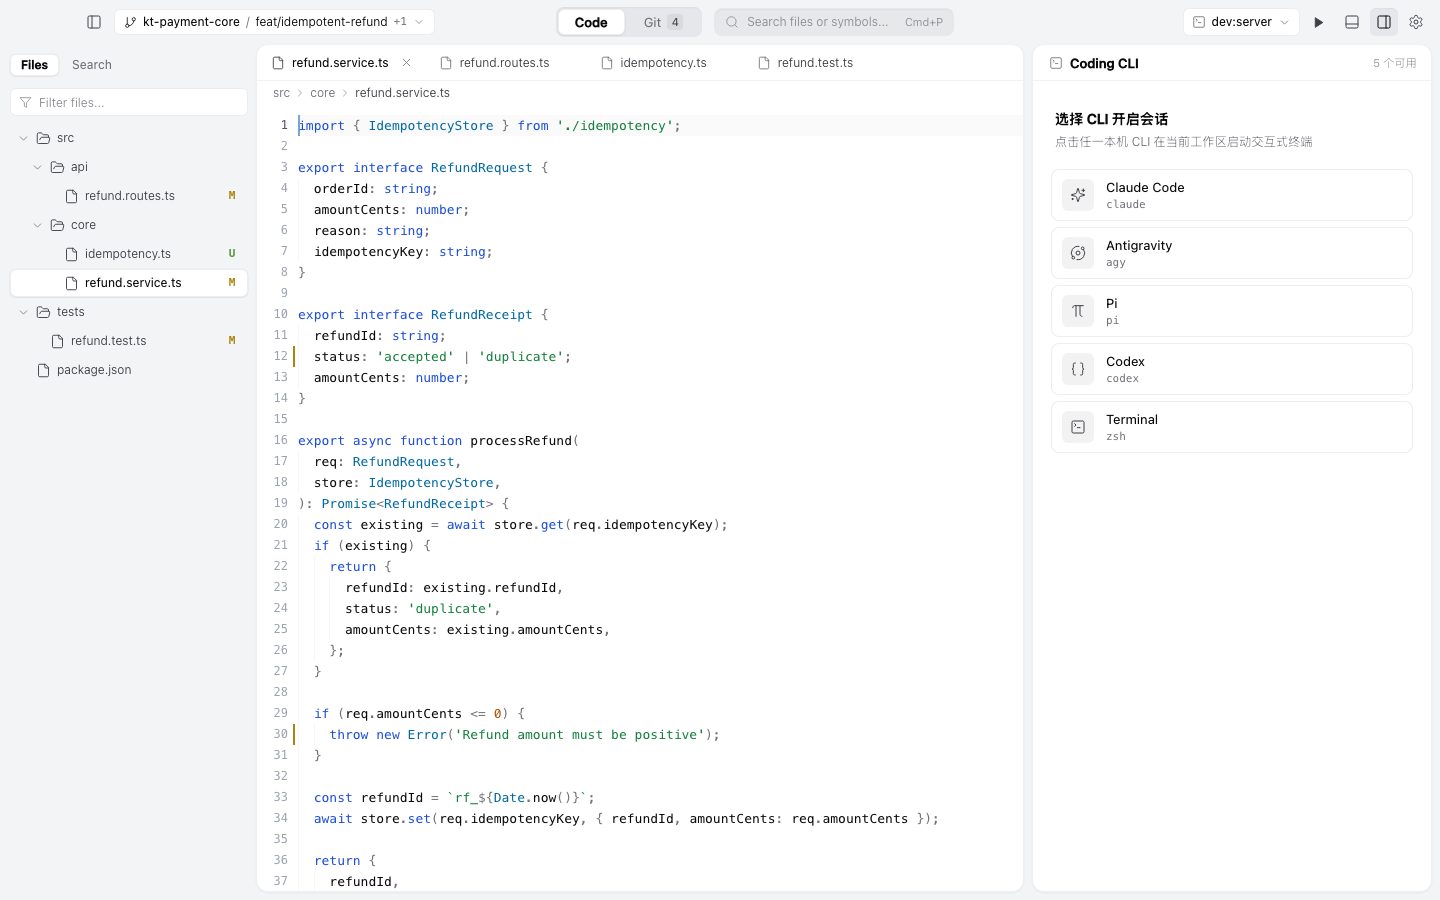 kt-payment-core / feat/idempotent-refund +1
Code
Git 4
Search files or symbols... Cmd+P
dev:server
Files
Search
Filter files...
src
api
refund.routes.ts M
core
idempotency.ts U
refund.service.ts M
tests
refund.test.ts M
package.json
refund.service.ts
refund.routes.ts
idempotency.ts
refund.test.ts
src > core > refund.service.ts
1 import { IdempotencyStore } from './idempotency';
2
3 export interface RefundRequest {
4   orderId: string;
5   amountCents: number;
6   reason: string;
7   idempotencyKey: string;
8 }
9
10 export interface RefundReceipt {
11   refundId: string;
12   status: 'accepted' | 'duplicate';
13   amountCents: number;
14 }
15
16 export async function processRefund(
17   req: RefundRequest,
18   store: IdempotencyStore,
19 ): Promise<RefundReceipt> {
20   const existing = await store.get(req.idempotencyKey);
21   if (existing) {
22     return {
23       refundId: existing.refundId,
24       status: 'duplicate',
25       amountCents: existing.amountCents,
26     };
27   }
28
29   if (req.amountCents <= 0) {
30     throw new Error('Refund amount must be positive');
31   }
32
33   const refundId = `rf_${Date.now()}`;
34   await store.set(req.idempotencyKey, { refundId, amountCents: req.amountCents });
35
36   return {
37     refundId,
Coding CLI
5 个可用
选择 CLI 开启会话
点击任一本机 CLI 在当前工作区启动交互式终端
Claude Code
claude
Antigravity
agy
Pi
pi
Codex
codex
Terminal
zsh